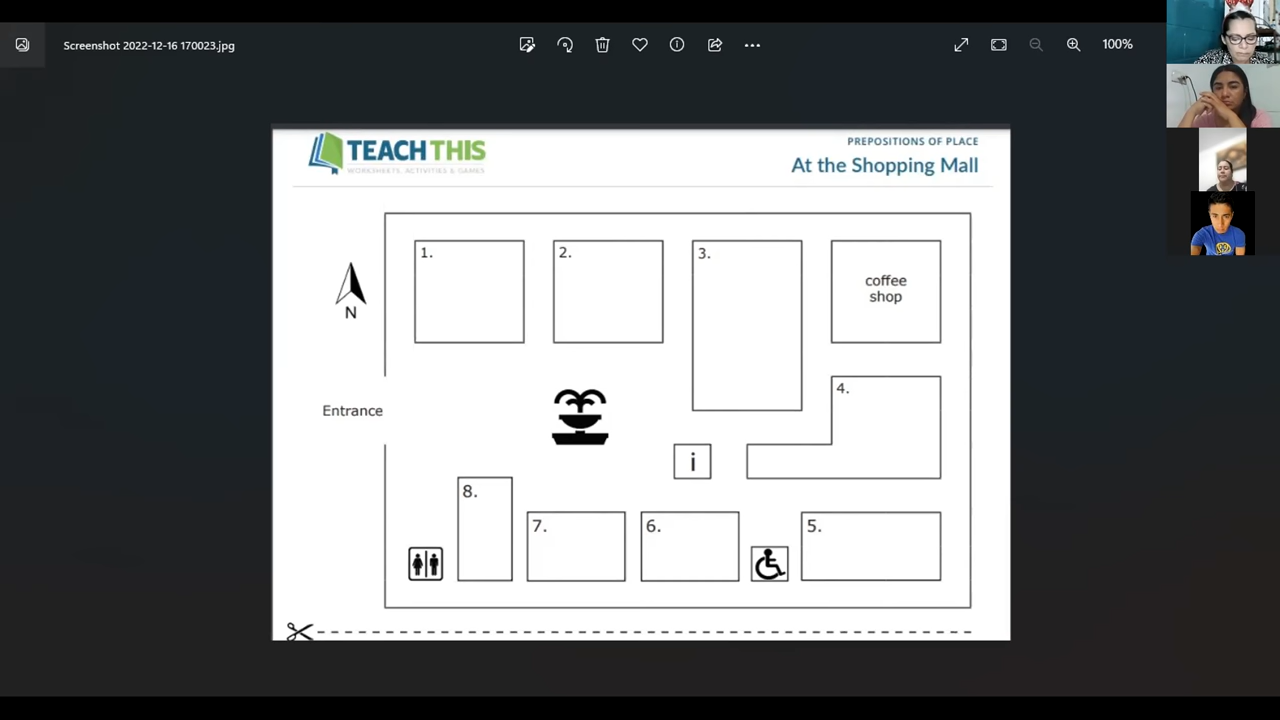 Screenshot 2022-12-16 170023.jpg
100%
TEACH THIS
WORKSHEETS, ACTIVITIES & GAMES
PREPOSITIONS OF PLACE
At the Shopping Mall
1.
2.
3.
coffee
shop
N
4.
Entrance
i
8.
7.
6.
5.